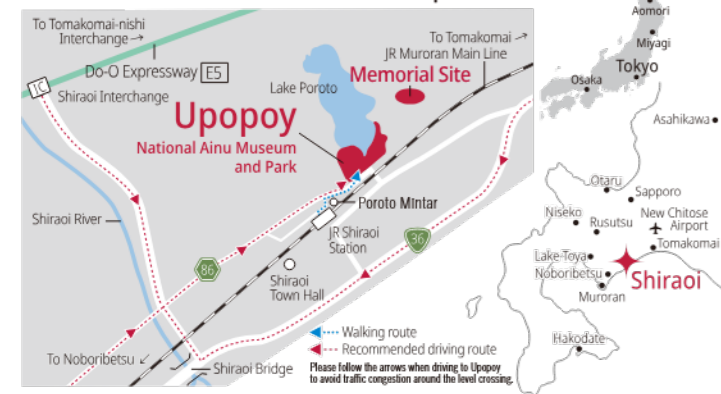 To Tomakomai-nishi
Interchange→
Do-O Expressway E5
IC
Shiraoi Interchange
Lake Poroto
To Tomakomai →
JR Muroran Main Line
Memorial Site
Upopoy
National Ainu Museum
and Park
Poroto Mintar
Shiraoi River
JR Shiraoi
Station
36
86
Shiraoi
Town Hall
To Noboribetsu ↙
Shiraoi Bridge
Walking route
Recommended driving route
Please follow the arrows when driving to Upopoy
to avoid traffic congestion around the level crossing.
Aomori
Miyagi
Tokyo
Osaka
Asahikawa
Otaru
Sapporo
Niseko
Rusutsu
New Chitose
Airport
Tomakomai
Lake-Toya
Noboribetsu
Shiraoi
Muroran
Hakodate